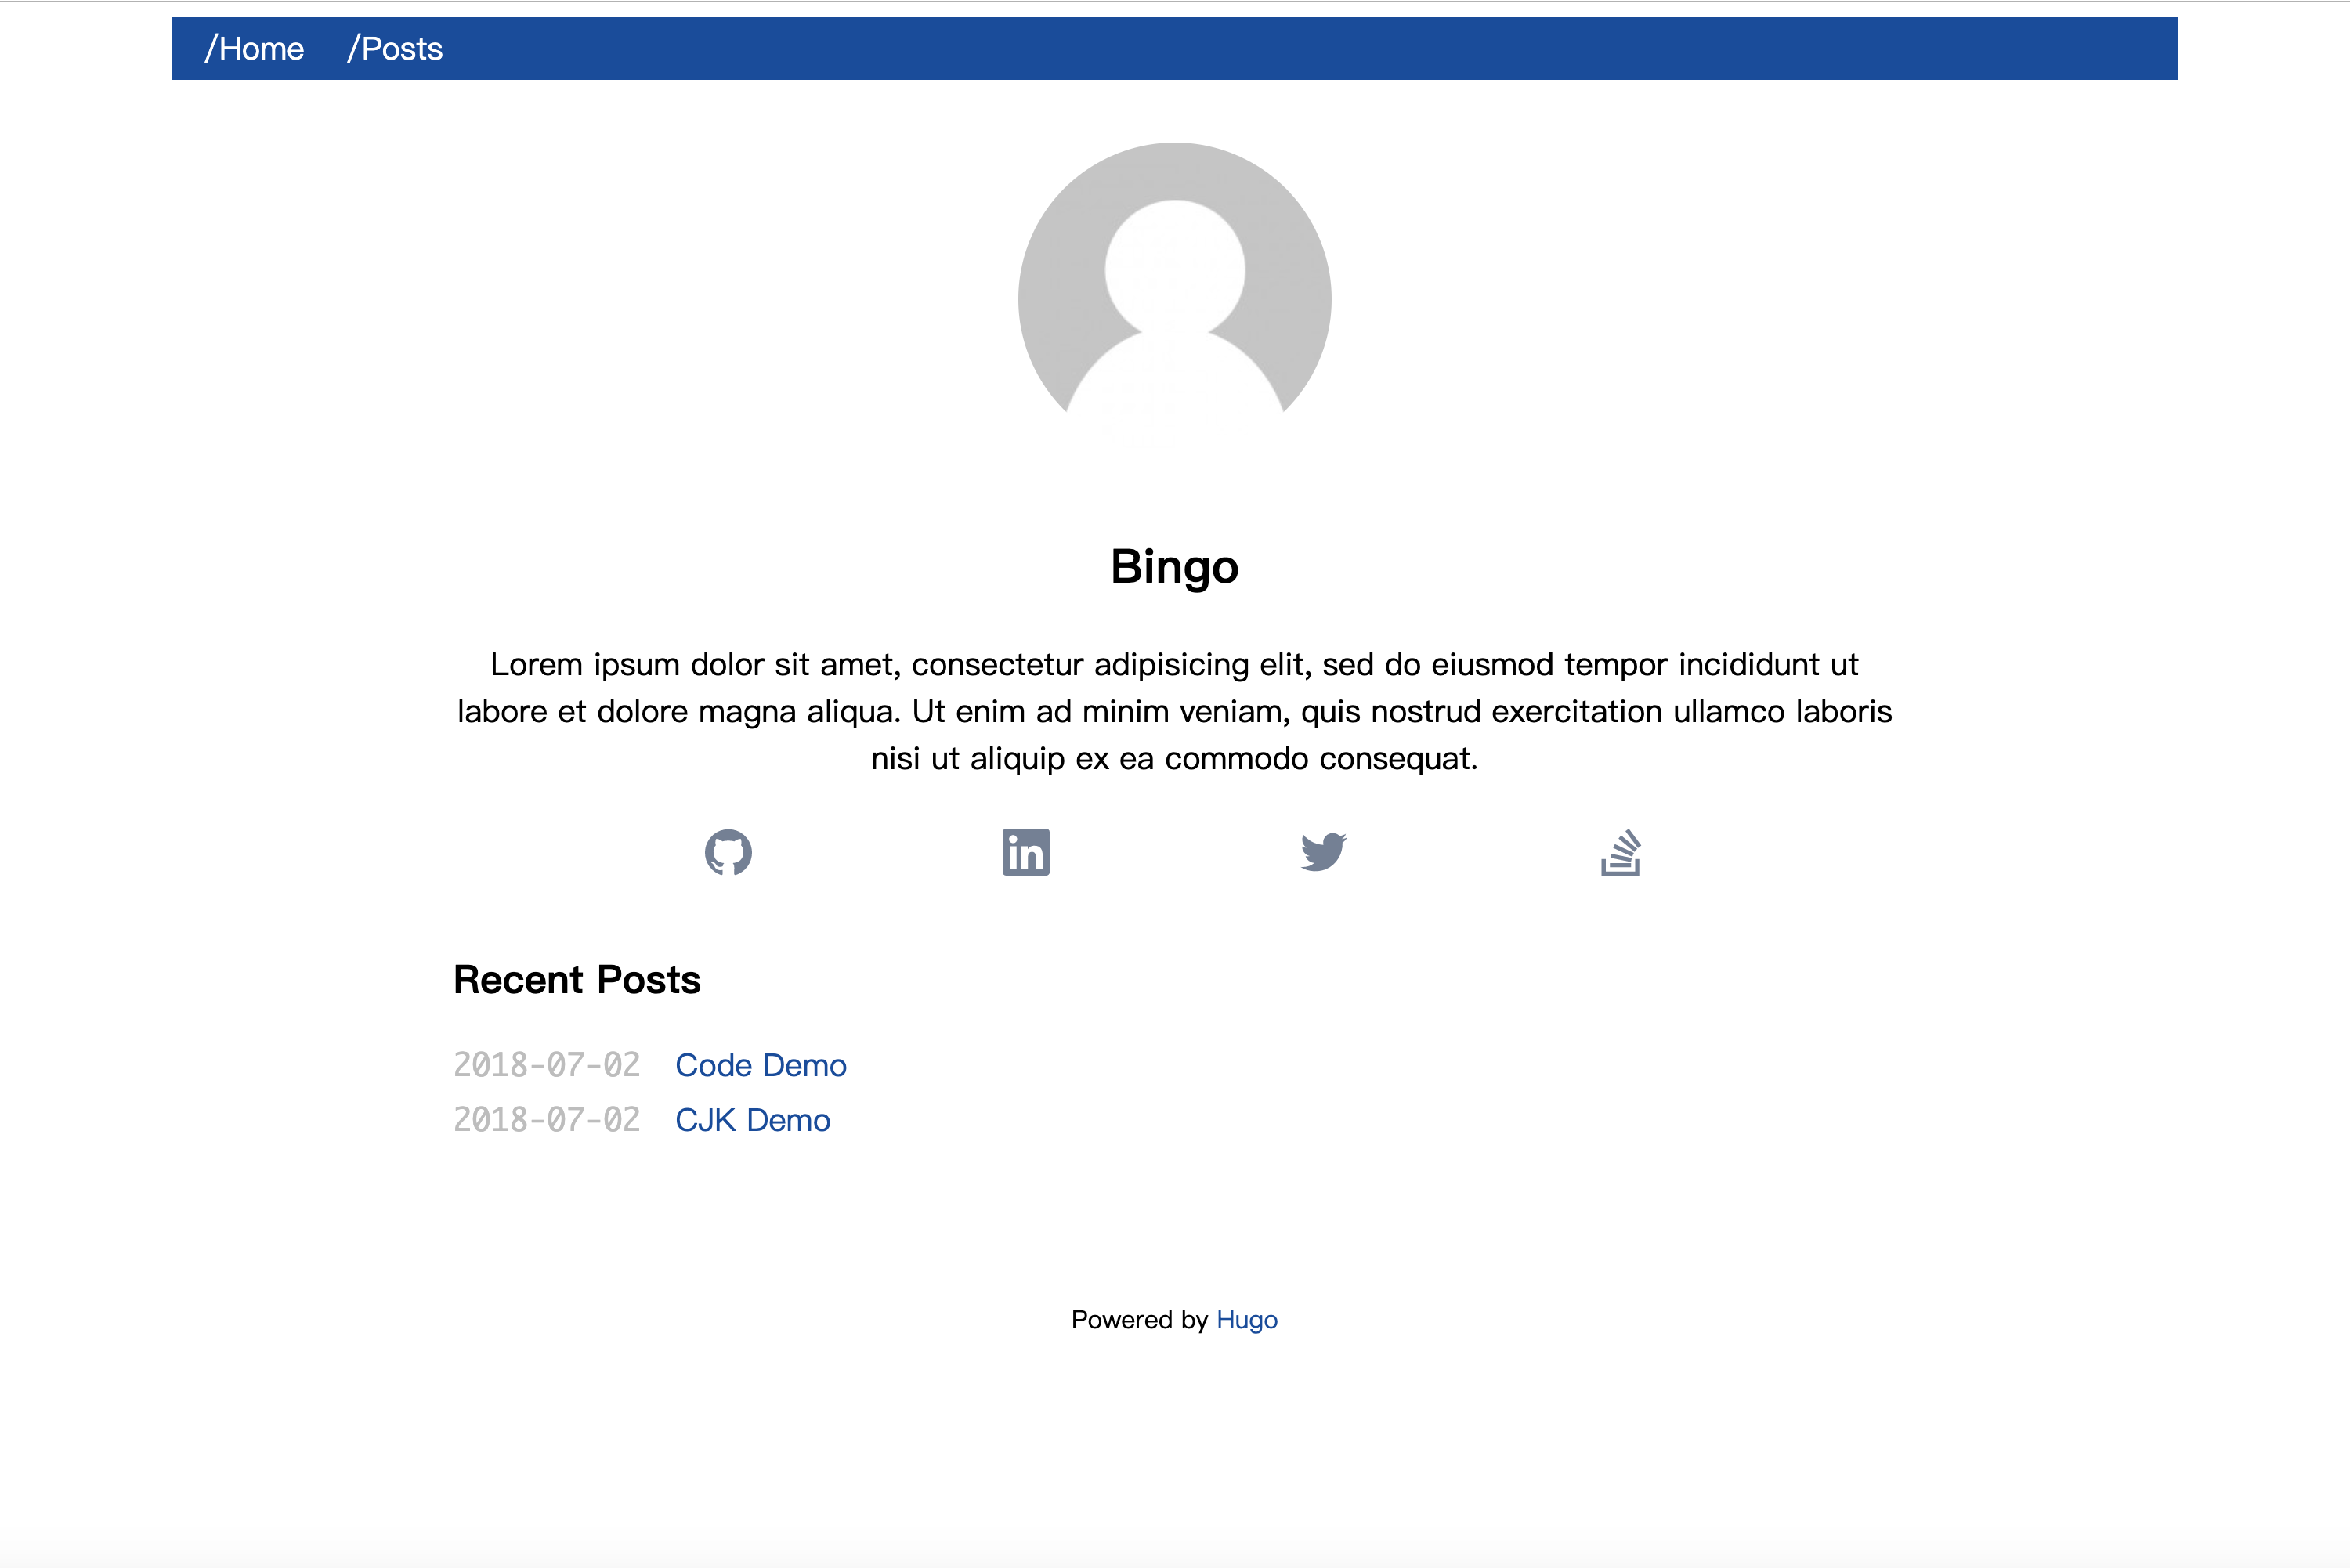 /Home /Posts
Bingo
Lorem ipsum dolor sit amet, consectetur adipisicing elit, sed do eiusmod tempor incididunt ut
labore et dolore magna aliqua. Ut enim ad minim veniam, quis nostrud exercitation ullamco laboris
nisi ut aliquip ex ea commodo consequat.
in
Recent Posts
2018-07-02 Code Demo
2018-07-02 CJK Demo
Powered by Hugo